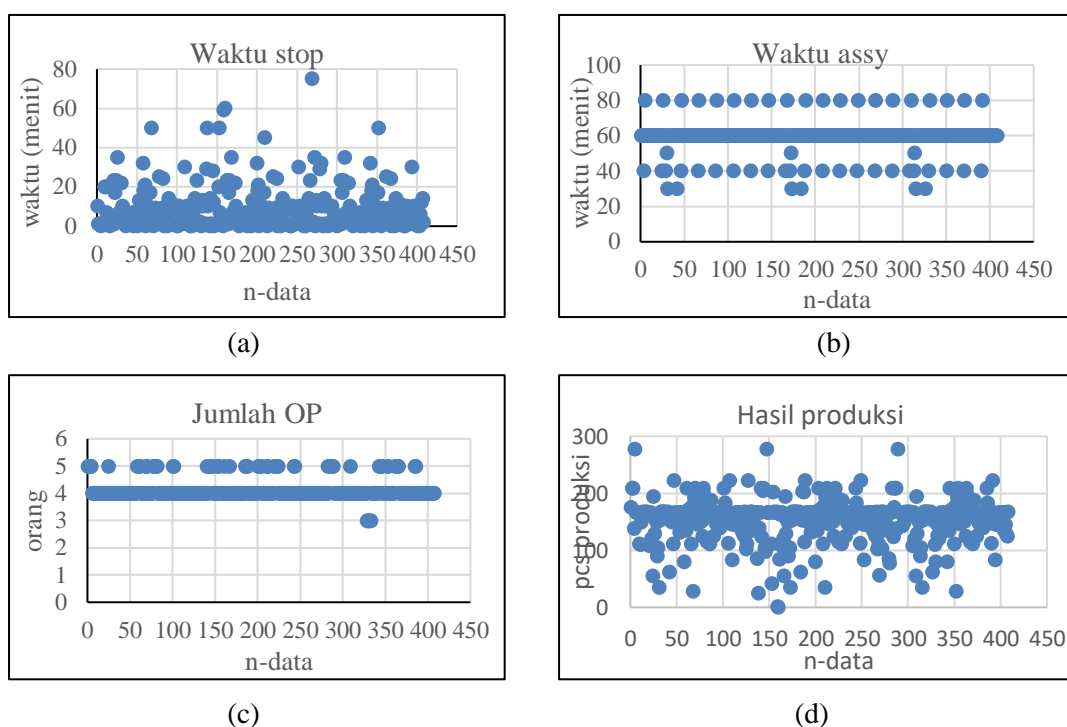 Waktu stop
80
60
40
20
0
waktu (menit)
0 50 100 150 200 250 300 350 400 450
n-data
(a)
Waktu assy
100
80
60
40
20
0
waktu (menit)
0 50 100 150 200 250 300 350 400 450
n-data
(b)
Jumlah OP
6
5
4
3
2
1
0
orang
0 50 100 150 200 250 300 350 400 450
n-data
(c)
Hasil produksi
300
200
100
0
pcs produksi
0 50 100 150 200 250 300 350 400 450
n-data
(d)